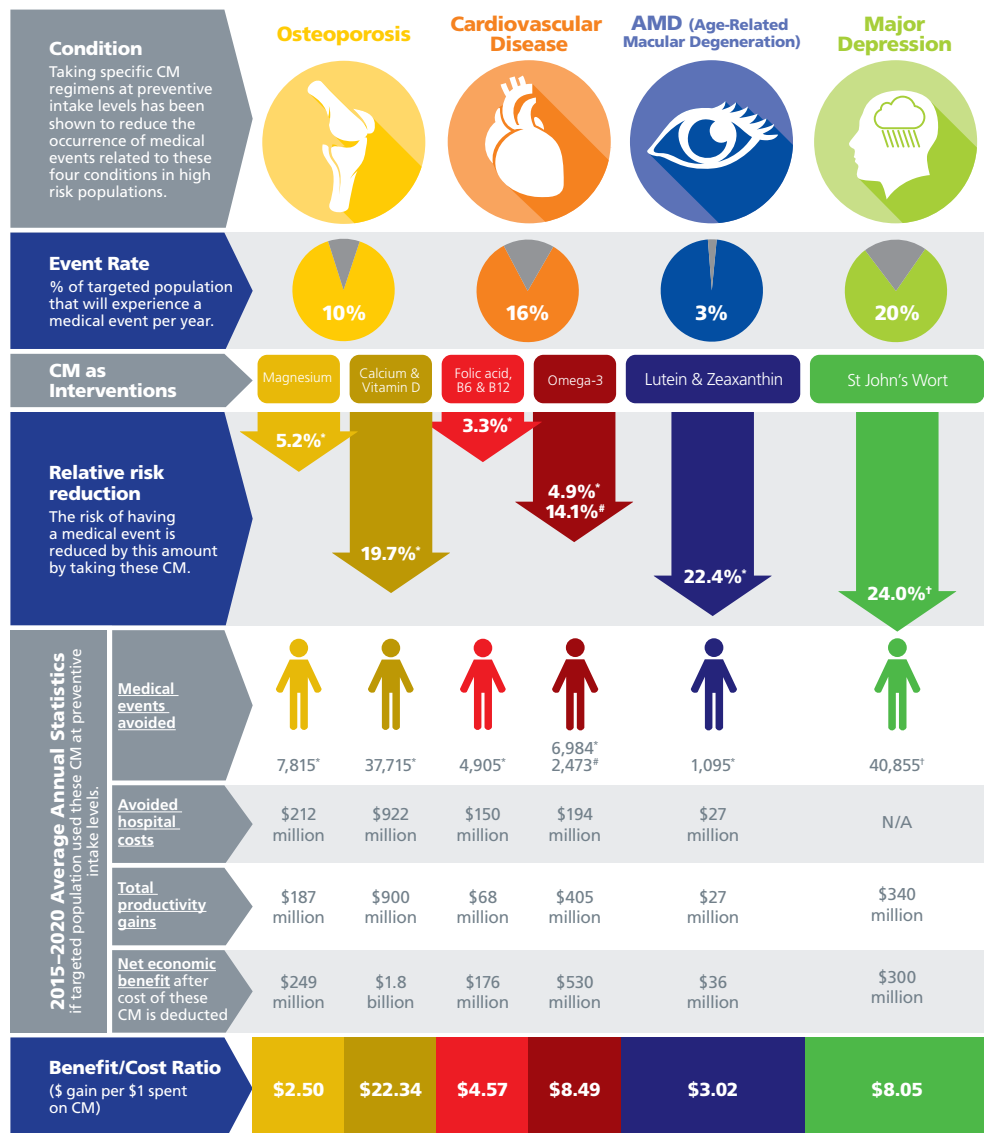 Condition
Taking specific CM
regimens at preventive
intake levels has been
shown to reduce the
occurrence of medical
events related to these
four conditions in high
risk populations.
Osteoporosis
Cardiovascular
Disease
AMD (Age-Related
Macular Degeneration)
Major
Depression
Event Rate
% of targeted population
that will experience a
medical event per year.
10%
16%
3%
20%
CM as
Interventions
Magnesium
Calcium &
Vitamin D
Folic acid,
B6 & B12
Omega-3
Lutein & Zeaxanthin
St John's Wort
Relative risk
reduction
The risk of having
a medical event is
reduced by this amount
by taking these CM.
5.2%*
19.7%*
3.3%*
4.9%*
14.1%#
22.4%*
24.0%†
2015–2020 Average Annual Statistics
if targeted population used these CM at preventive
intake levels.
Medical
events
avoided
7,815*
37,715*
4,905*
6,984*
2,473#
1,095*
40,855†
Avoided
hospital
costs
$212
million
$922
million
$150
million
$194
million
$27
million
N/A
Total
productivity
gains
$187
million
$900
million
$68
million
$405
million
$27
million
$340
million
Net economic
benefit after
cost of these
CM is deducted
$249
million
$1.8
billion
$176
million
$530
million
$36
million
$300
million
Benefit/Cost Ratio
($ gain per $1 spent
on CM)
$2.50
$22.34
$4.57
$8.49
$3.02
$8.05